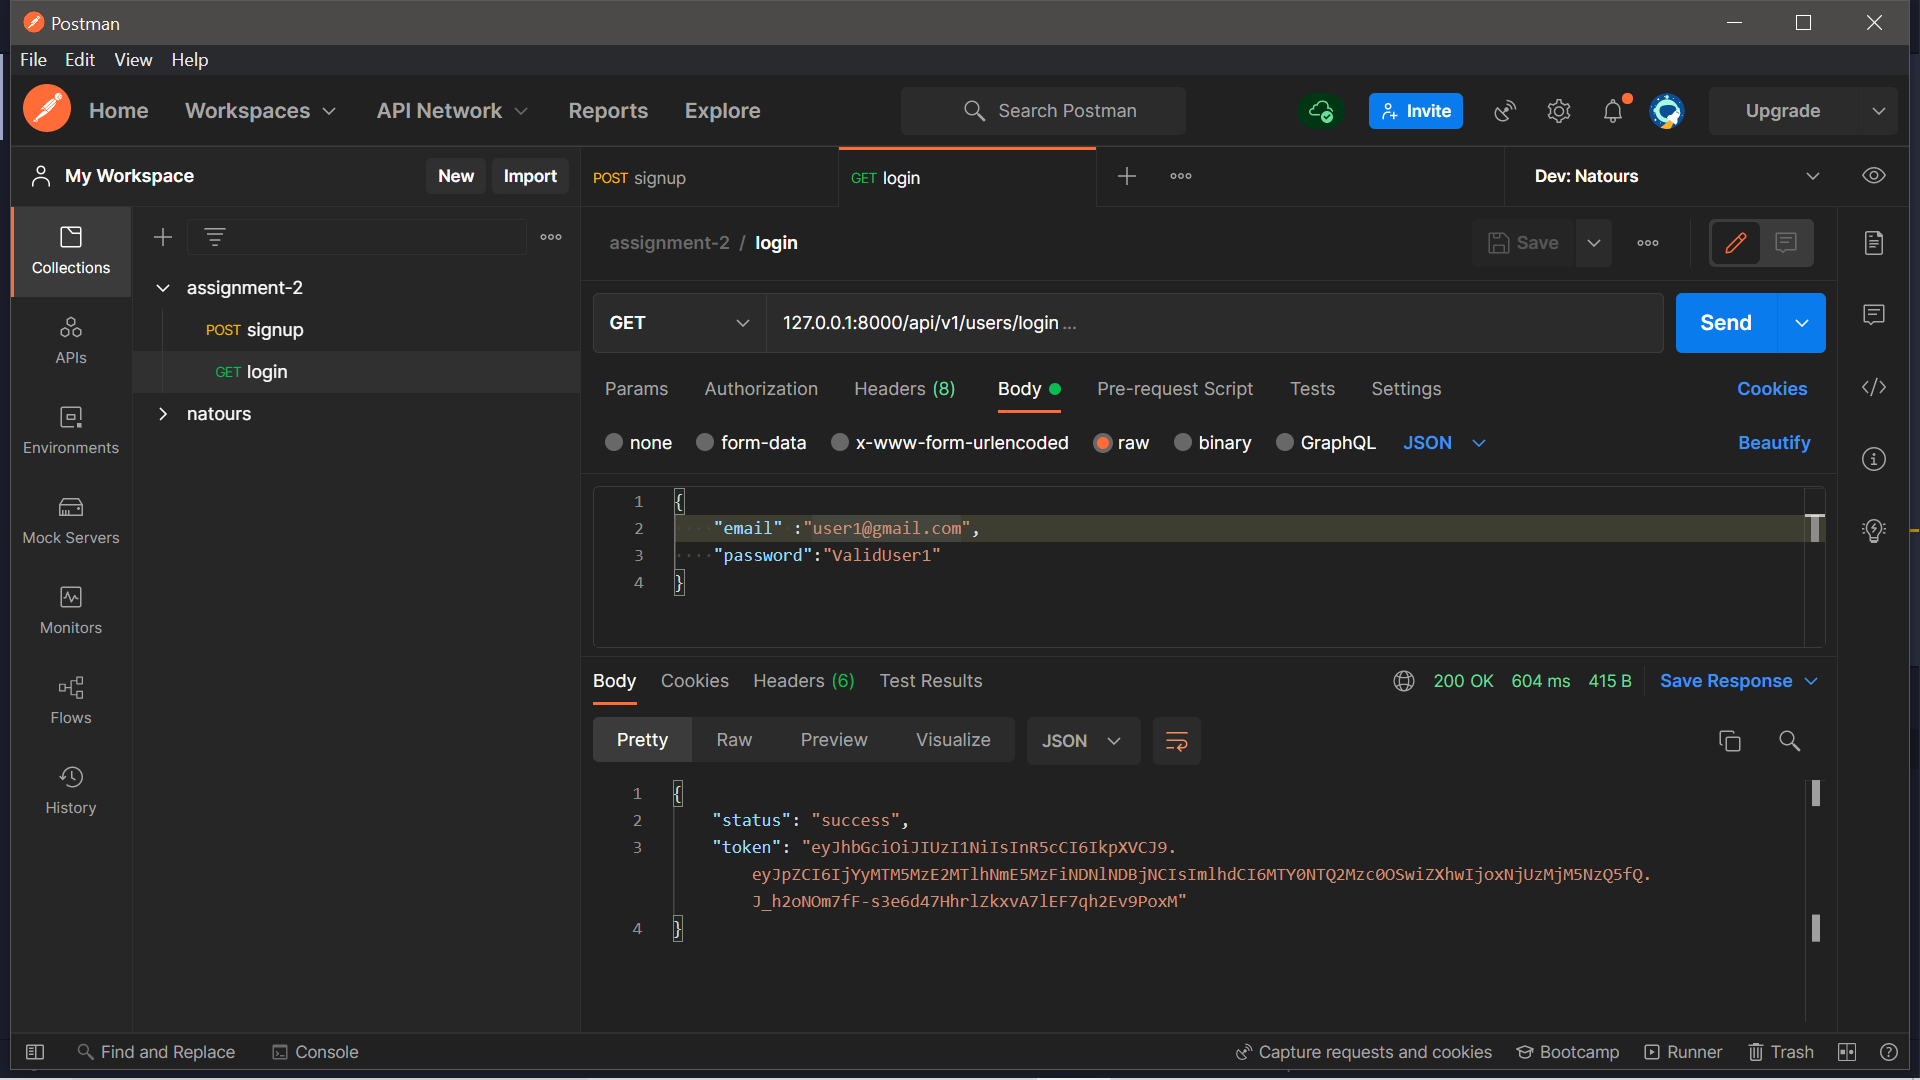 Postman
File Edit View Help
Home Workspaces API Network Reports Explore Search Postman Invite Upgrade
My Workspace New Import POST signup GET login Dev: Natours
Collections
APIs
Environments
Mock Servers
Monitors
Flows
History
assignment-2
POST signup
GET login
natours
assignment-2 / login Save
GET 127.0.0.1:8000/api/v1/users/login ... Send
Params Authorization Headers (8) Body Pre-request Script Tests Settings Cookies
none form-data x-www-form-urlencoded raw binary GraphQL JSON Beautify
1 {
2 "email" :"user1@gmail.com",
3 "password":"ValidUser1"
4 }
Body Cookies Headers (6) Test Results 200 OK 604 ms 415 B Save Response
Pretty Raw Preview Visualize JSON
1 {
2 "status": "success",
3 "token": "eyJhbGciOiJIUzI1NiIsInR5cCI6IkpXVCJ9.
eyJpZCI6IjYyMTM5MzE2MTlhNmE5MzFiNDNlNDBjNCIsImlhdCI6MTY0NTQ2Mzc0OSwiZXhwIjoxNjUzMjM5NzQ5fQ.
J_h2oNOm7fF-s3e6d47HhrlZkxvA7lEF7qh2Ev9PoxM"
4 }
Find and Replace Console Capture requests and cookies Bootcamp Runner Trash